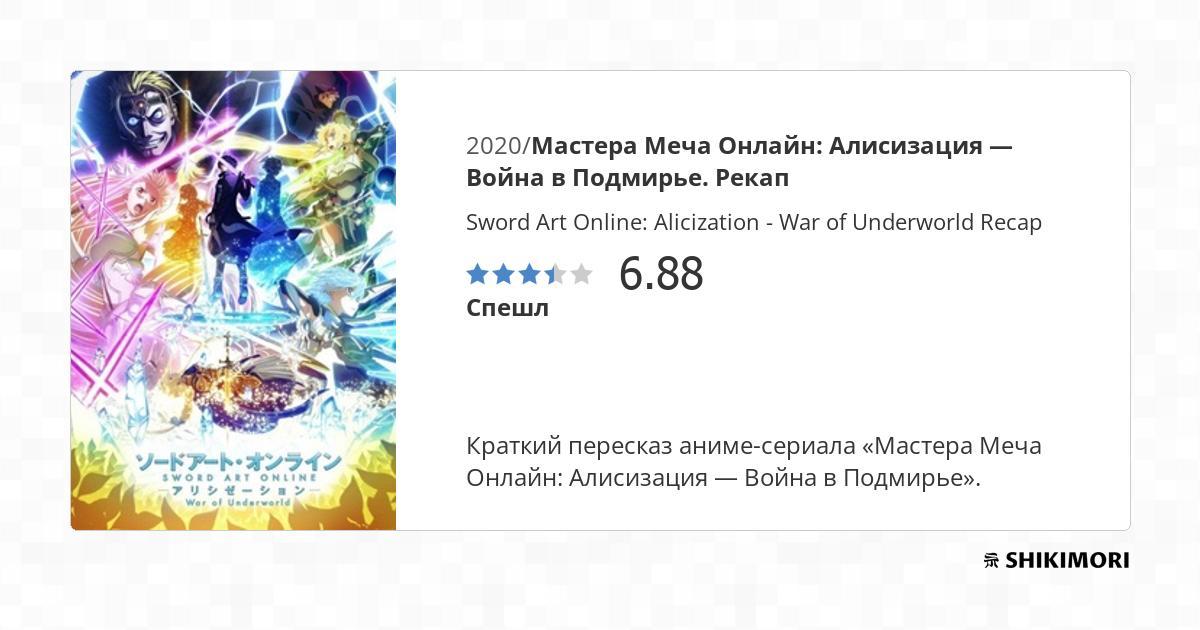 2020/Мастера Меча Онлайн: Алисизация —
Война в Подмирье. Рекап
Sword Art Online: Alicization - War of Underworld Recap
6.88
Спешл
Краткий пересказ аниме-сериала «Мастера Меча
Онлайн: Алисизация — Война в Подмирье».
ソードアート・オンライン
SWORD ART ONLINE
アリシゼーション
War of Underworld
SHIKIMORI